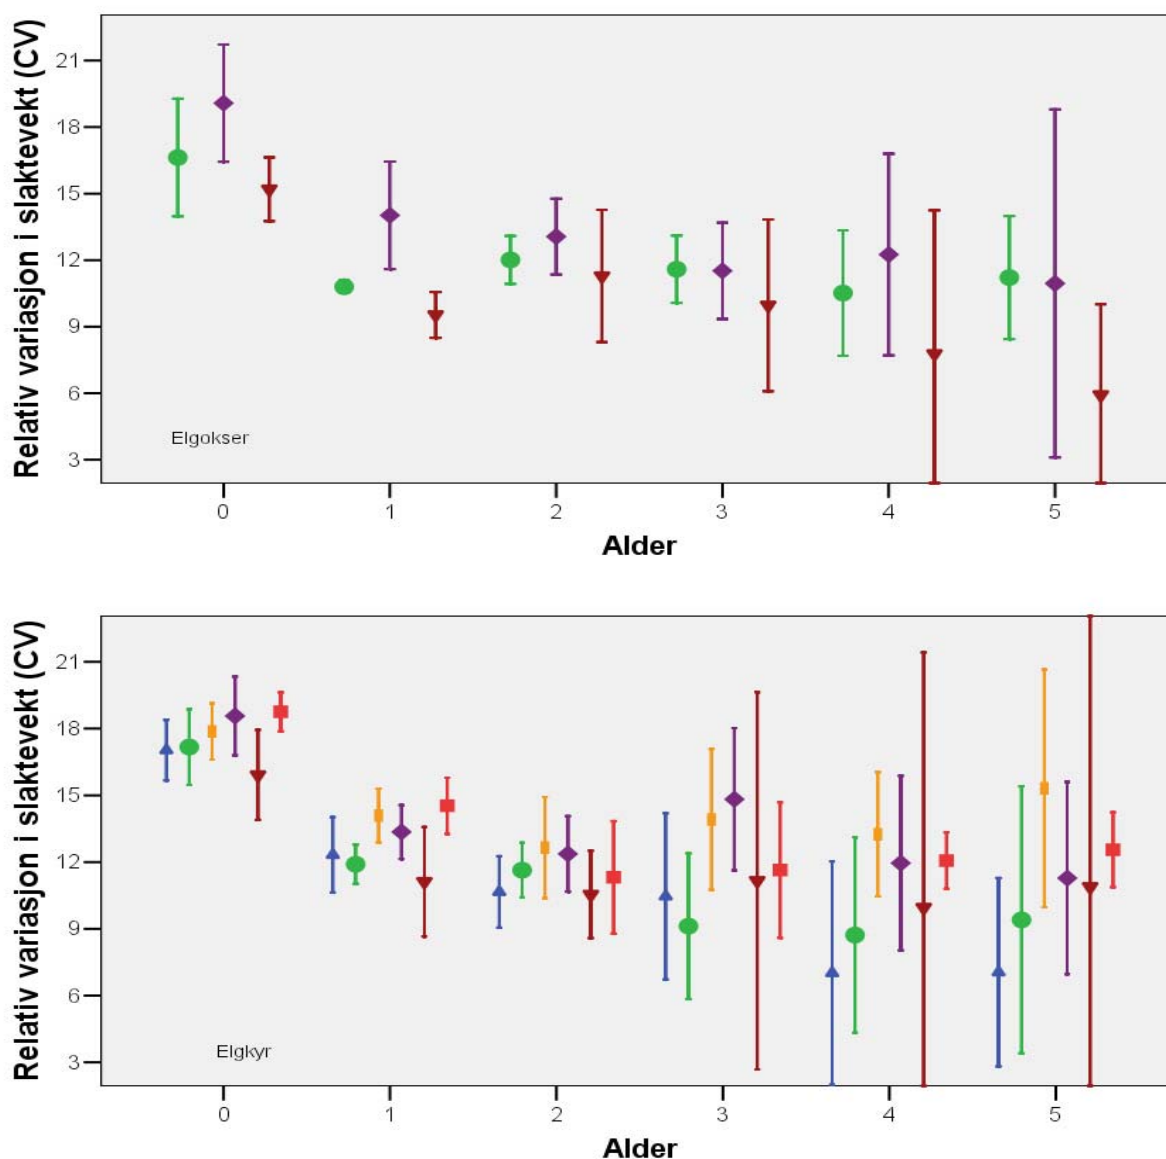 Relativ variasjon i slaktevekt (CV)
21
18
15
12
9
6
3
Elgokser
0 1 2 3 4 5
Alder
Relativ variasjon i slaktevekt (CV)
21
18
15
12
9
6
3
Elgkyr
0 1 2 3 4 5
Alder